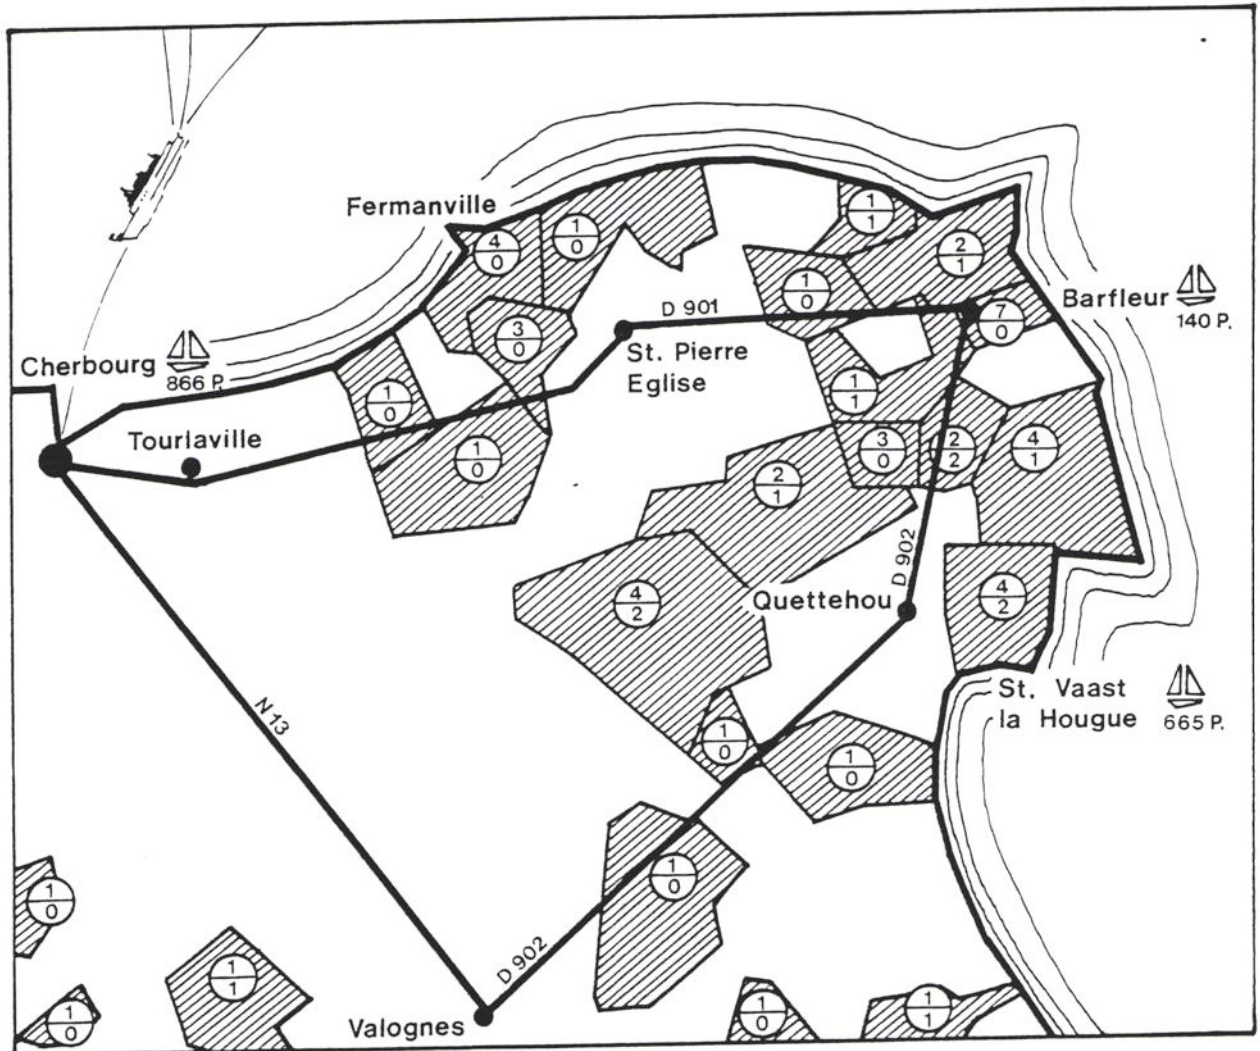 Fermanville
4
0
1
0
1
1
2
1
1
0
D 901
7
0
Barfleur
140 P.
Cherbourg
866 P.
3
0
St. Pierre
Eglise
1
0
1
1
Tourlaville
1
0
3
0
2
2
4
1
2
1
D 902
4
2
Quettehou
4
2
St. Vaast
la Hougue
665 P.
N 13
1
0
1
0
1
0
1
0
1
1
D 902
Valognes
1
0
1
0
1
1